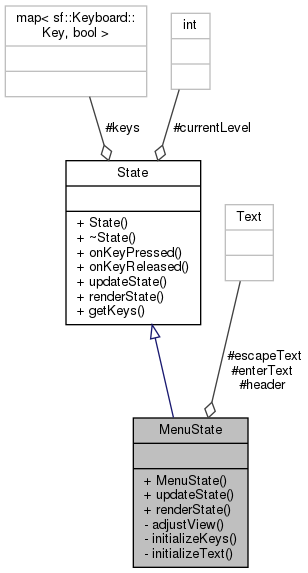 map< sf::Keyboard::
Key, bool >
int
#keys
#currentLevel
State
+ State()
+ ~State()
+ onKeyPressed()
+ onKeyReleased()
+ updateState()
+ renderState()
+ getKeys()
Text
#escapeText
#enterText
#header
MenuState
+ MenuState()
+ updateState()
+ renderState()
- adjustView()
- initializeKeys()
- initializeText()